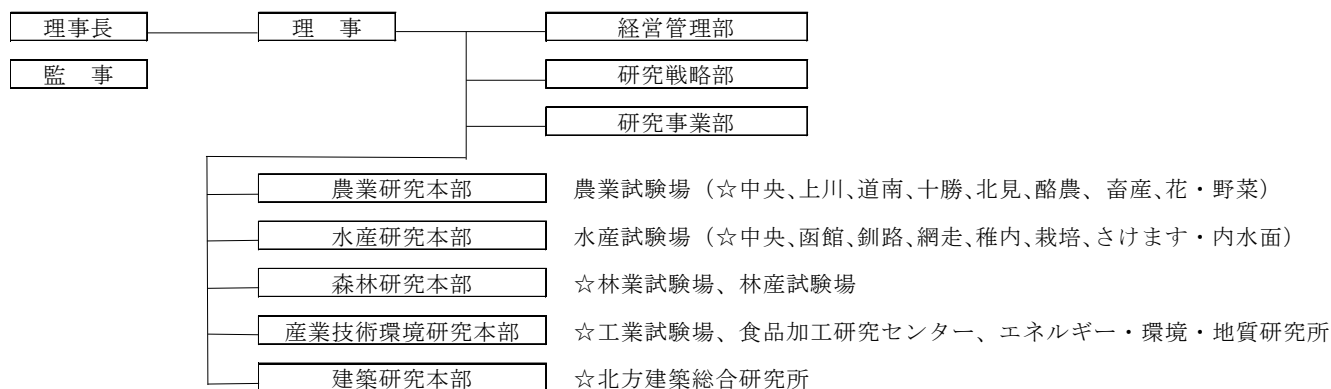 理事長 理　事 経営管理部
監　事 研究戦略部
研究事業部
農業研究本部 農業試験場（☆中央、上川、道南、十勝、北見、酪農、畜産、花・野菜）
水産研究本部 水産試験場（☆中央、函館、釧路、網走、稚内、栽培、さけます・内水面）
森林研究本部 ☆林業試験場、林産試験場
産業技術環境研究本部 ☆工業試験場、食品加工研究センター、エネルギー・環境・地質研究所
建築研究本部 ☆北方建築総合研究所